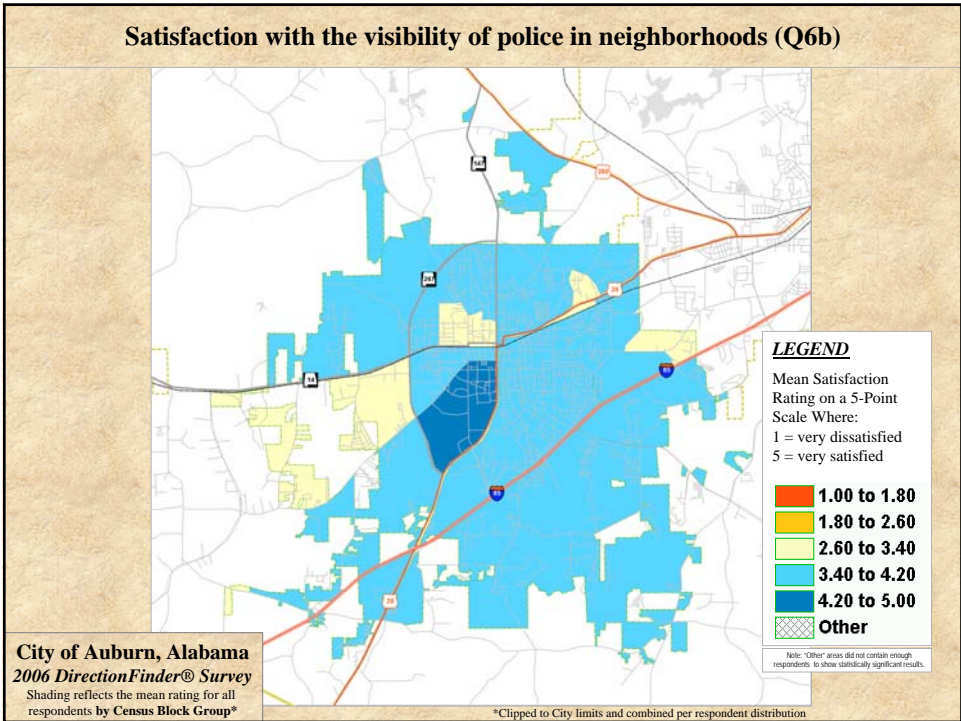 Satisfaction with the visibility of police in neighborhoods (Q6b)
147
280
267
29
14
85
85
29
LEGEND
Mean Satisfaction
Rating on a 5-Point
Scale Where:
1 = very dissatisfied
5 = very satisfied
1.00 to 1.80
1.80 to 2.60
2.60 to 3.40
3.40 to 4.20
4.20 to 5.00
Other
Note: "Other" areas did not contain enough
respondents to show statistically significant results.
City of Auburn, Alabama
2006 DirectionFinder® Survey
Shading reflects the mean rating for all
respondents by Census Block Group*
*Clipped to City limits and combined per respondent distribution